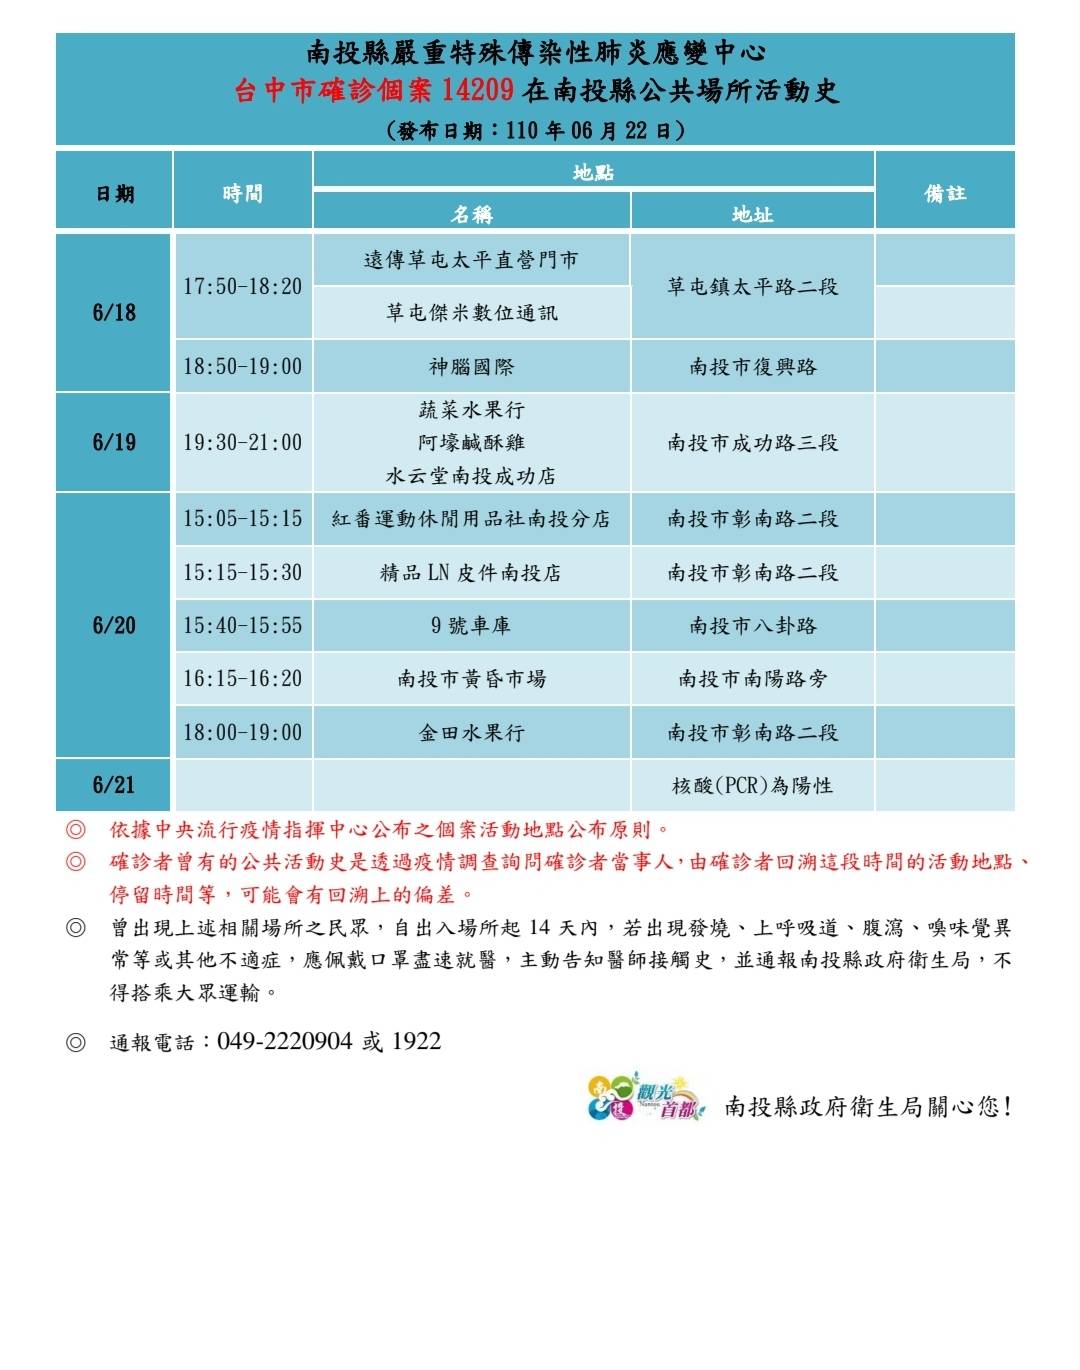 南投縣嚴重特殊傳染性肺炎應變中心
台中市確診個案 14209 在南投縣公共場所活動史
(發布日期：110 年 06 月 22 日)
日期 時間 地點 備註
名稱 地址
6/18 17:50-18:20 遠傳草屯太平直營門市 草屯鎮太平路二段
草屯傑米數位通訊
18:50-19:00 神腦國際 南投市復興路
6/19 19:30-21:00 蔬菜水果行 南投市成功路三段
阿壕鹹酥雞
水云堂南投成功店
6/20 15:05-15:15 紅番運動休閒用品社南投分店 南投市彰南路二段
15:15-15:30 精品 LN 皮件南投店 南投市彰南路二段
15:40-15:55 9 號車庫 南投市八卦路
16:15-16:20 南投市黃昏市場 南投市南陽路旁
18:00-19:00 金田水果行 南投市彰南路二段
6/21 核酸(PCR)為陽性
◎ 依據中央流行疫情指揮中心公布之個案活動地點公布原則。
◎ 確診者曾有的公共活動史是透過疫情調查詢問確診者當事人，由確診者回溯這段時間的活動地點、
停留時間等，可能會有回溯上的偏差。
◎ 曾出現上述相關場所之民眾，自出入場所起 14 天內，若出現發燒、上呼吸道、腹瀉、嗅味覺異
常等或其他不適症，應佩戴口罩盡速就醫，主動告知醫師接觸史，並通報南投縣政府衛生局，不
得搭乘大眾運輸。
◎ 通報電話：049-2220904 或 1922
南投 觀光首都 Nantou 南投縣政府衛生局關心您!